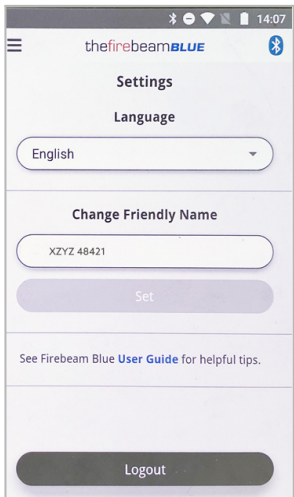 14:07
thefirebeamBLUE
Settings
Language
English
Change Friendly Name
XZYZ 48421
Set
See Firebeam Blue User Guide for helpful tips.
Logout